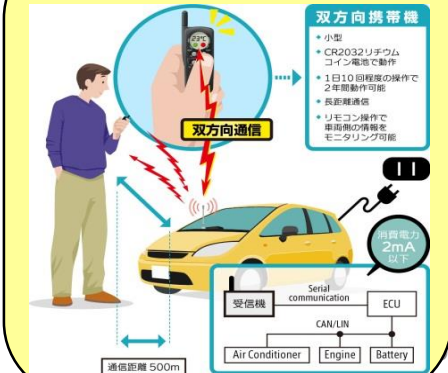 双方向携帯機
• 小型
• CR2032リチウム
コイン電池で動作
• 1日10回程度の操作で
2年間動作可能
• 長距離通信
• リモコン操作で
車両側の情報を
モニタリング可能
23℃
双方向通信
消費電力
2mA
以下
受信機
Serial
communication
ECU
CAN/LIN
Air Conditioner
Engine
Battery
通信距離 500m